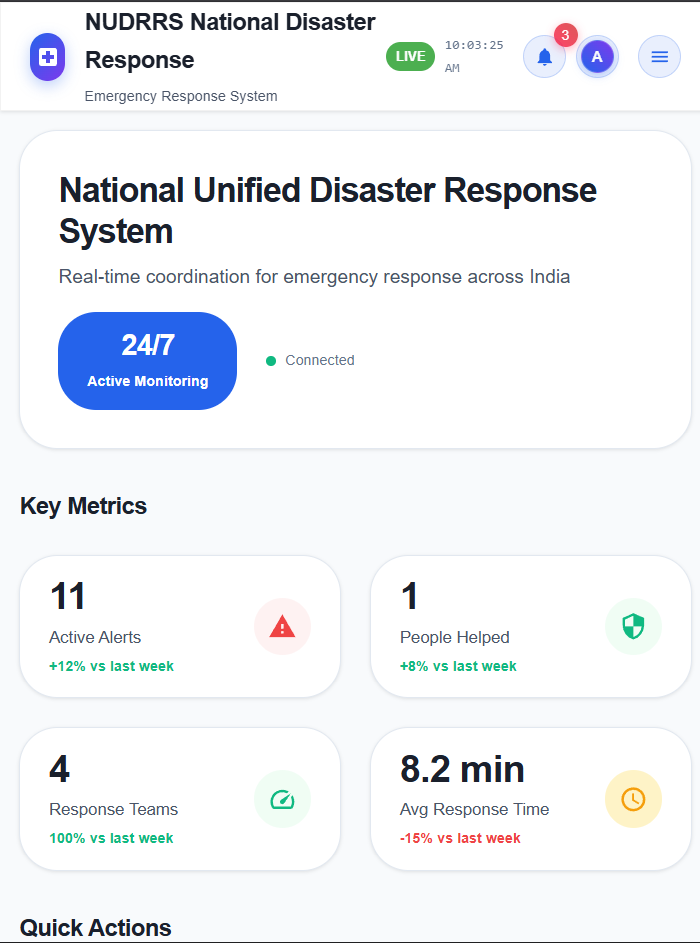 NUDRRS National Disaster
Response
Emergency Response System
LIVE
10:03:25
AM
3
A
National Unified Disaster Response
System
Real-time coordination for emergency response across India
24/7
Active Monitoring
Connected
Key Metrics
11
Active Alerts
+12% vs last week
1
People Helped
+8% vs last week
4
Response Teams
100% vs last week
8.2 min
Avg Response Time
-15% vs last week
Quick Actions